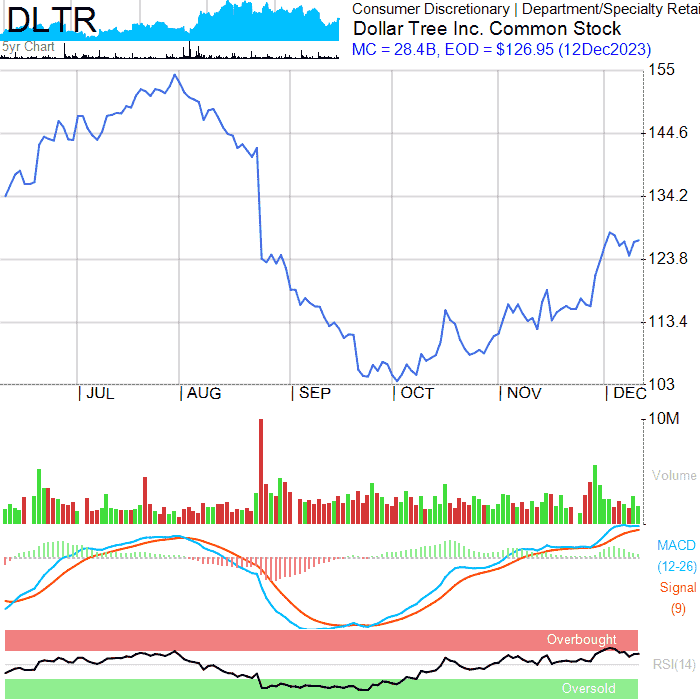 DLTR
Consumer Discretionary | Department/Specialty Retai
Dollar Tree Inc. Common Stock
MC = 28.4B, EOD = $126.95 (12Dec2023)
5yr Chart
155
144.6
134.2
123.8
113.4
103
JUL AUG SEP OCT NOV DEC
10M
Volume
MACD
(12-26)
Signal
(9)
Overbought
RSI(14)
Oversold